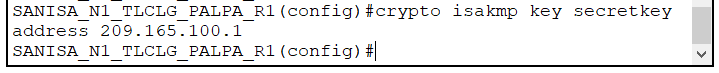 SANISA_N1_TLCLG_PALPA_R1(config)#crypto isakmp key secretkey
address 209.165.100.1
SANISA_N1_TLCLG_PALPA_R1(config)#